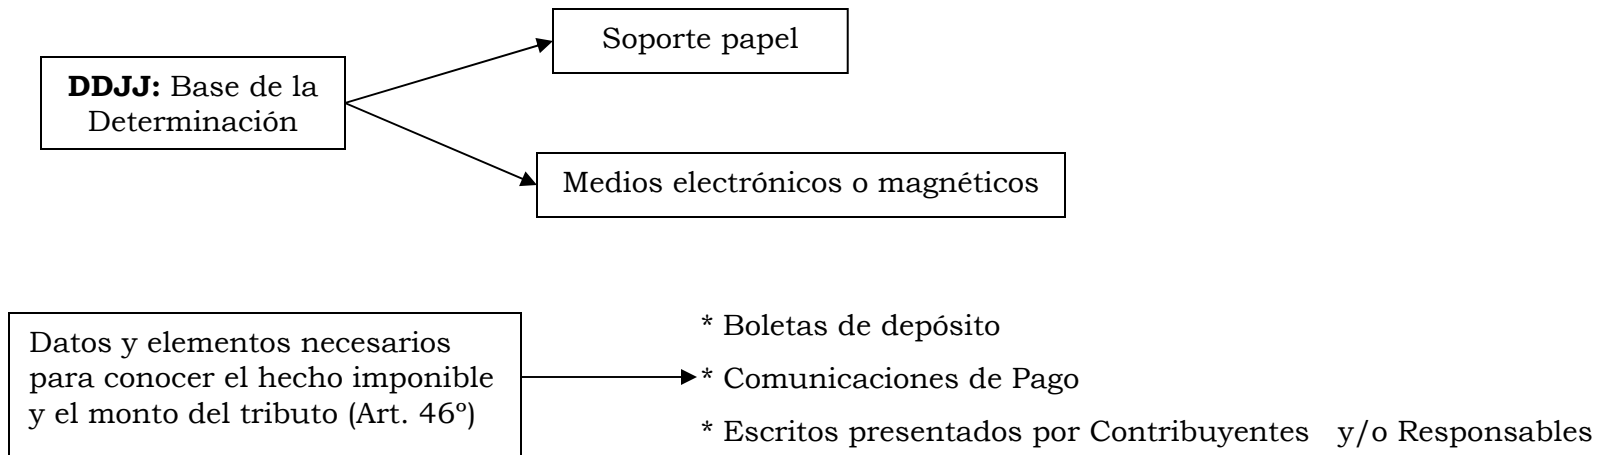 Soporte papel
DDJJ: Base de la
Determinación
Medios electrónicos o magnéticos
Datos y elementos necesarios
para conocer el hecho imponible
y el monto del tributo (Art. 46º)
* Boletas de depósito
* Comunicaciones de Pago
* Escritos presentados por Contribuyentes y/o Responsables